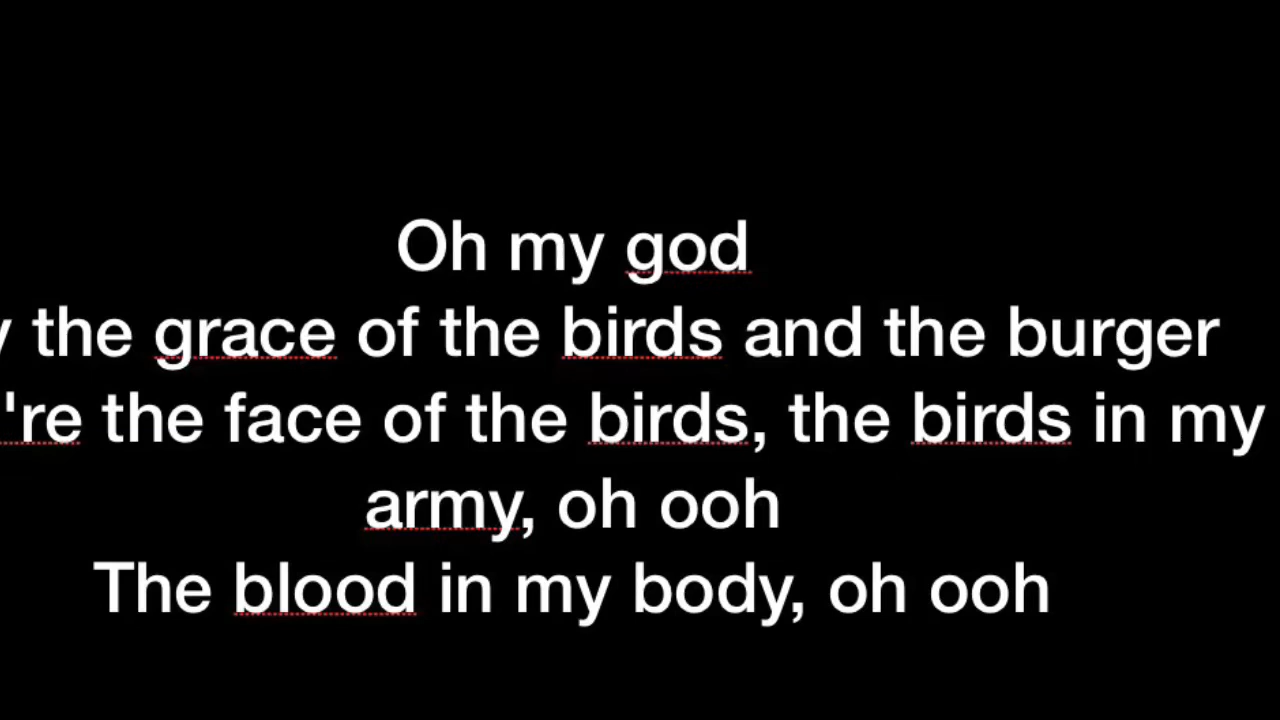 Oh my god
the grace of the birds and the burger
're the face of the birds, the birds in my
army, oh ooh
The blood in my body, oh ooh